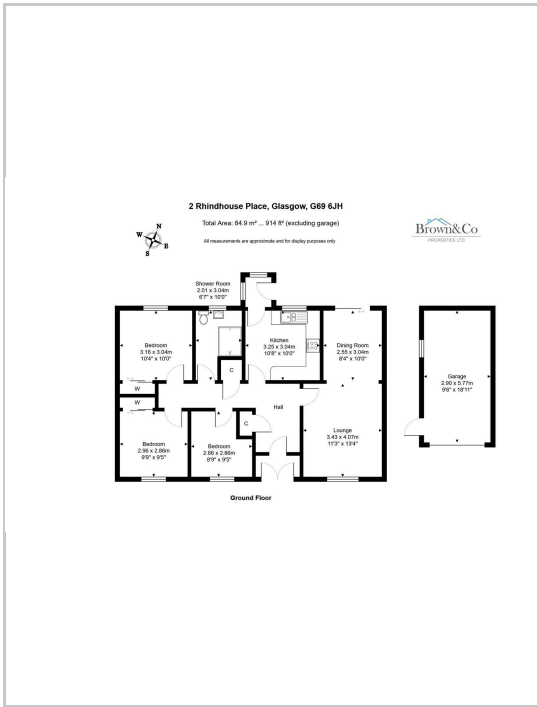 2 Rhindhouse Place, Glasgow, G69 6JH
Total Area: 84.9 m² ... 914 ft² (excluding garage)
All measurements are approximate and for display purposes only
Brown&Co
PROPERTIES LTD
N
W
E
S
Shower Room
2.01 x 3.04m
6'7" x 10'0"
Bedroom
3.16 x 3.04m
10'4" x 10'0"
Kitchen
3.25 x 3.04m
10'8" x 10'0"
Dining Room
2.55 x 3.04m
8'4" x 10'0"
Garage
2.90 x 5.77m
9'6" x 18'11"
C
W
W
Hall
C
Bedroom
2.96 x 2.86m
9'9" x 9'5"
Bedroom
2.66 x 2.86m
8'9" x 9'5"
Lounge
3.43 x 4.07m
11'3" x 13'4"
Ground Floor